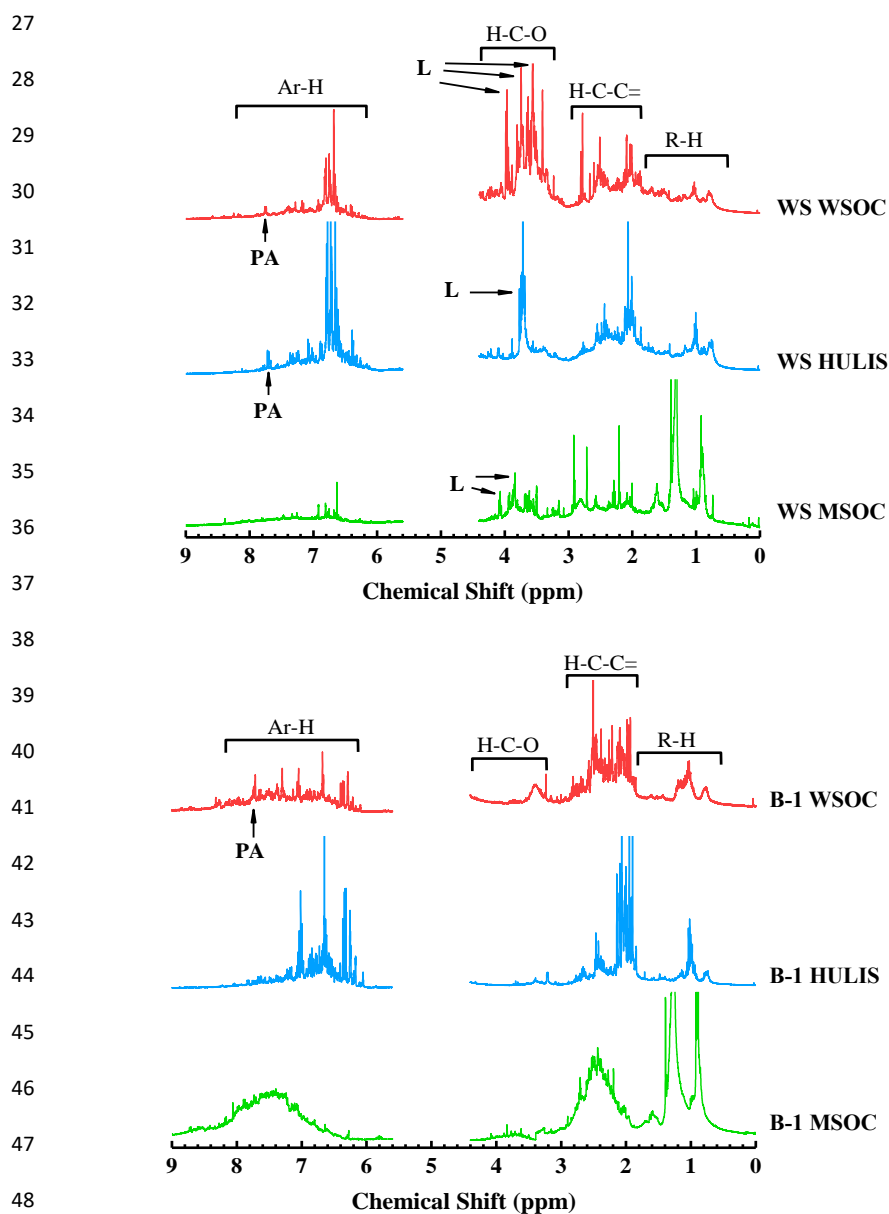 27
H-C-O
28
L
Ar-H
H-C-C=
29
R-H
30
WS WSOC
31
PA
32
L
33
WS HULIS
PA
34
35
L
36
WS MSOC
9 8 7 6 5 4 3 2 1 0
37
Chemical Shift (ppm)
38
H-C-C=
39
Ar-H
40
H-C-O
R-H
41
B-1 WSOC
PA
42
43
44
B-1 HULIS
45
46
B-1 MSOC
47
9 8 7 6 5 4 3 2 1 0
48
Chemical Shift (ppm)